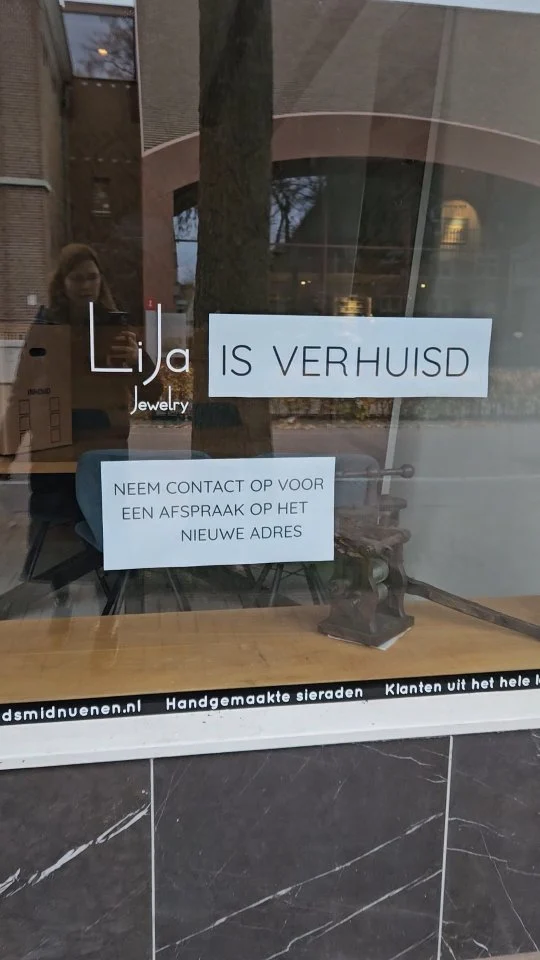 LiJa IS VERHUISD
Jewelry
NEEM CONTACT OP VOOR
EEN AFSPRAAK OP HET
NIEUWE ADRES
dsmidnuenen.nl Handgemaakte sieraden Klanten uit het hele